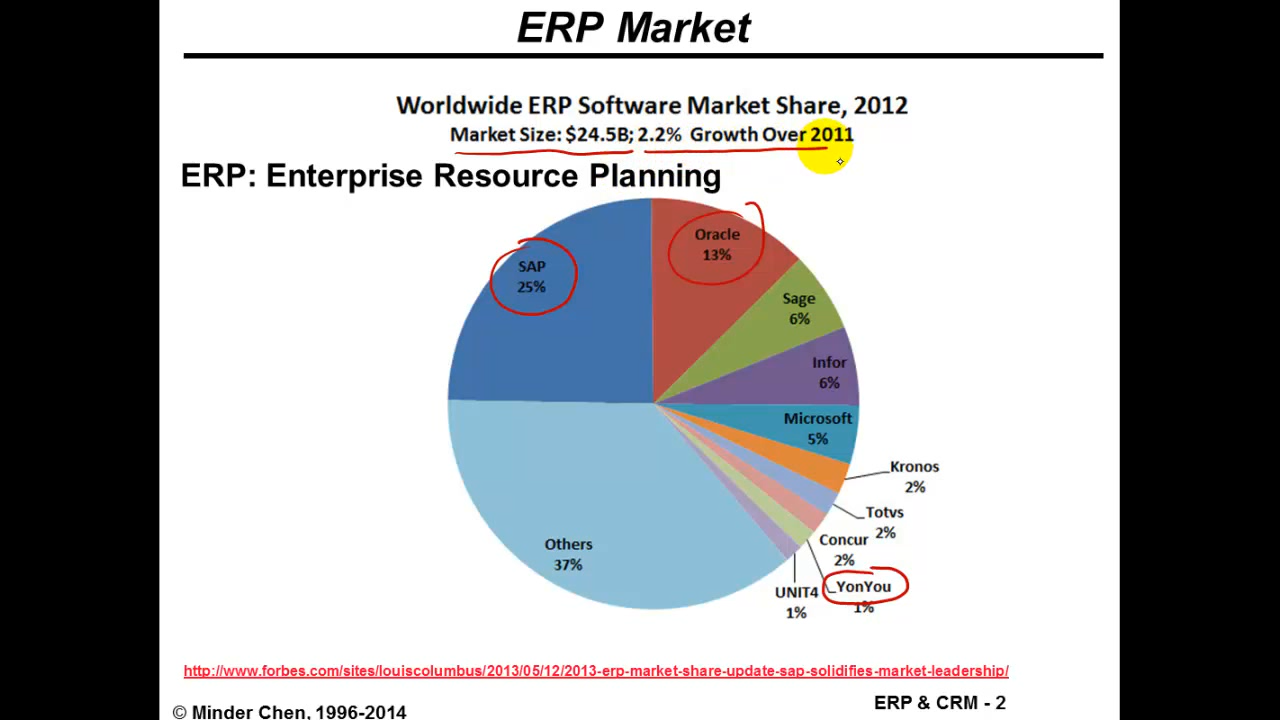 ERP Market
Worldwide ERP Software Market Share, 2012
Market Size: $24.5B; 2.2% Growth Over 2011
ERP: Enterprise Resource Planning
Oracle
13%
SAP
25%
Sage
6%
Infor
6%
Microsoft
5%
Kronos
2%
Totvs
2%
Concur
2%
YonYou
1%
UNIT4
1%
Others
37%
http://www.forbes.com/sites/louiscolumbus/2013/05/12/2013-erp-market-share-update-sap-solidifies-market-leadership/
© Minder Chen, 1996-2014
ERP & CRM - 2